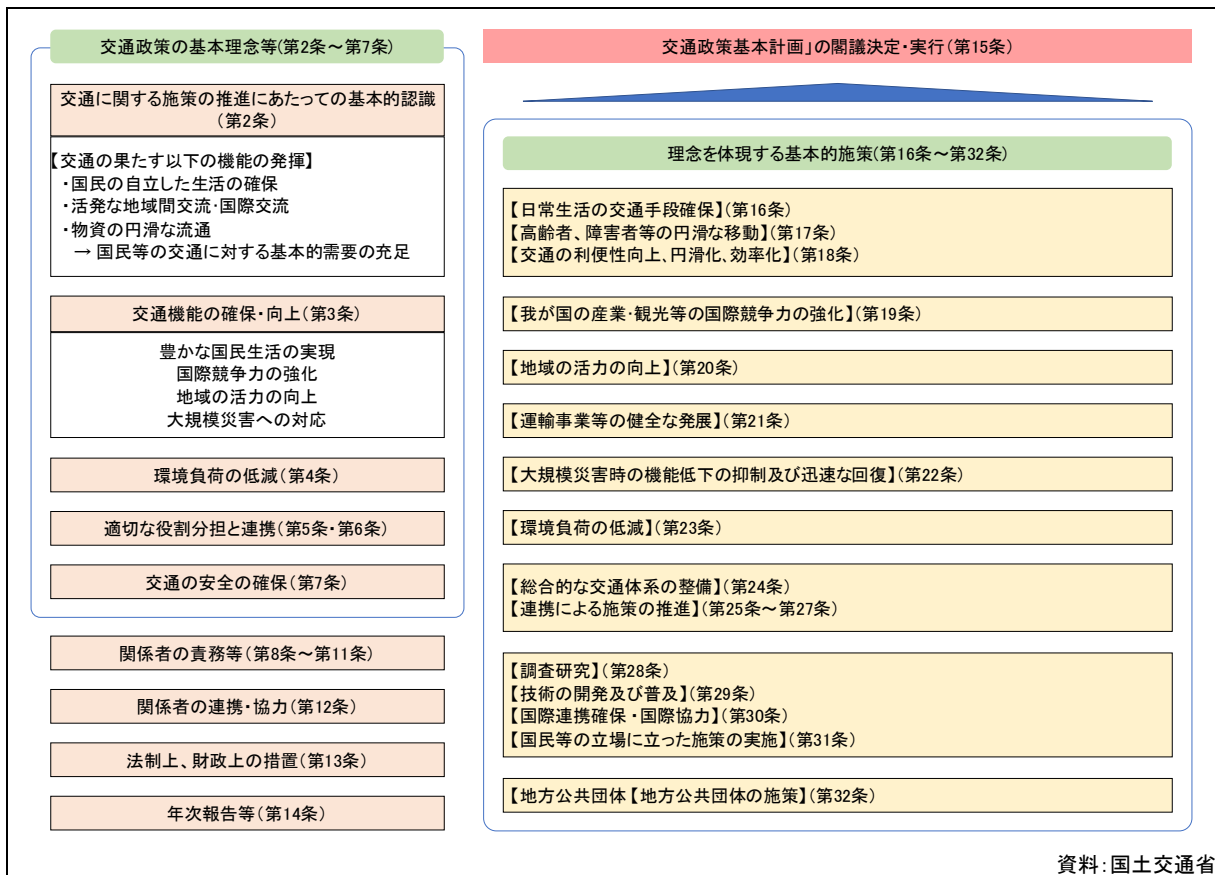 交通政策の基本理念等(第2条～第7条)
交通に関する施策の推進にあたっての基本的認識
(第2条)
【交通の果たす以下の機能の発揮】
・国民の自立した生活の確保
・活発な地域間交流・国際交流
・物資の円滑な流通
→ 国民等の交通に対する基本的需要の充足
交通機能の確保・向上(第3条)
豊かな国民生活の実現
国際競争力の強化
地域の活力の向上
大規模災害への対応
環境負荷の低減(第4条)
適切な役割分担と連携(第5条・第6条)
交通の安全の確保(第7条)
関係者の責務等(第8条～第11条)
関係者の連携・協力(第12条)
法制上、財政上の措置(第13条)
年次報告等(第14条)
交通政策基本計画」の閣議決定・実行(第15条)
理念を体現する基本的施策(第16条～第32条)
【日常生活の交通手段確保】(第16条)
【高齢者、障害者等の円滑な移動】(第17条)
【交通の利便性向上、円滑化、効率化】(第18条)
【我が国の産業・観光等の国際競争力の強化】(第19条)
【地域の活力の向上】(第20条)
【運輸事業等の健全な発展】(第21条)
【大規模災害時の機能低下の抑制及び迅速な回復】(第22条)
【環境負荷の低減】(第23条)
【総合的な交通体系の整備】(第24条)
【連携による施策の推進】(第25条～第27条)
【調査研究】(第28条)
【技術の開発及び普及】(第29条)
【国際連携確保・国際協力】(第30条)
【国民等の立場に立った施策の実施】(第31条)
【地方公共団体【地方公共団体の施策】(第32条)
資料:国土交通省